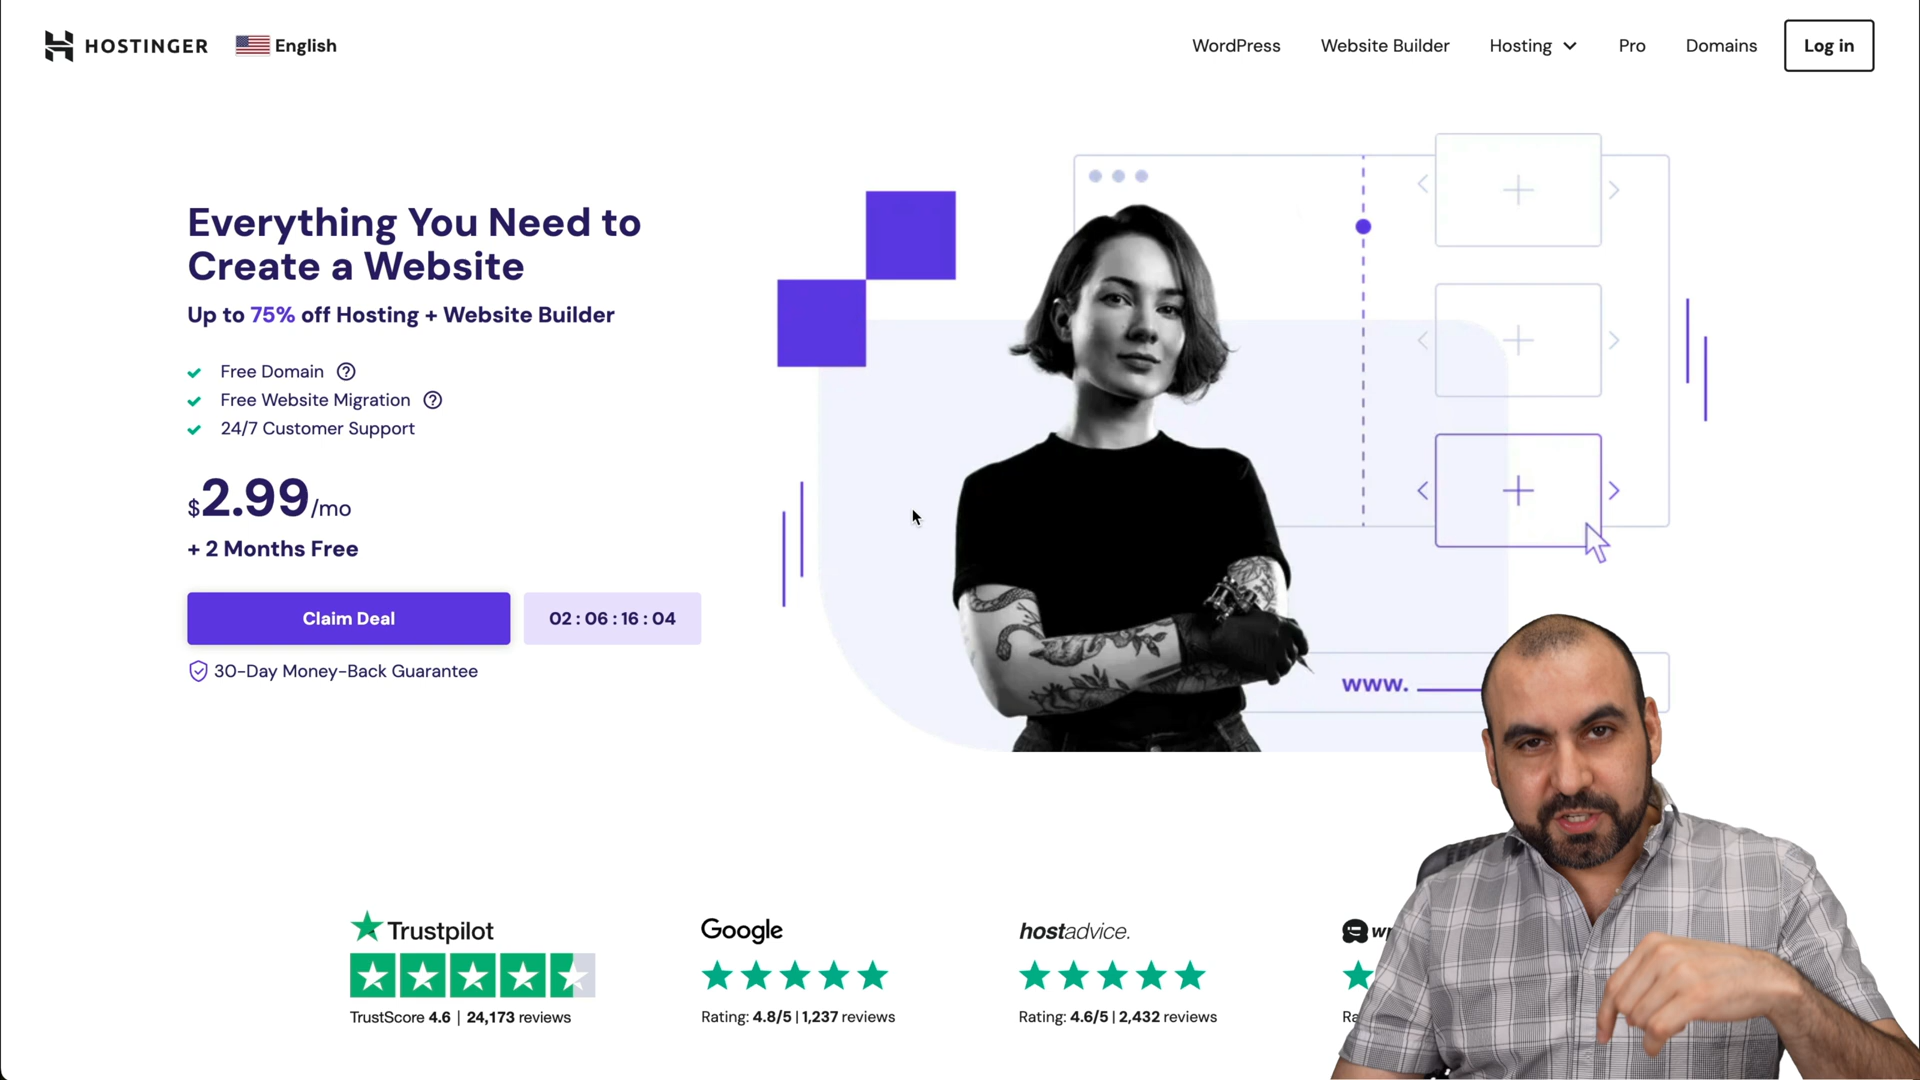 HOSTINGER
English
WordPress
Website Builder
Hosting
Pro
Domains
Log in
Everything You Need to
Create a Website
Up to 75% off Hosting + Website Builder
Free Domain
Free Website Migration
24/7 Customer Support
$2.99/mo
+ 2 Months Free
Claim Deal
02 : 06 : 16 : 04
30-Day Money-Back Guarantee
www.
Trustpilot
TrustScore 4.6 | 24,173 reviews
Google
Rating: 4.8/5 | 1,237 reviews
hostadvice.
Rating: 4.6/5 | 2,432 reviews